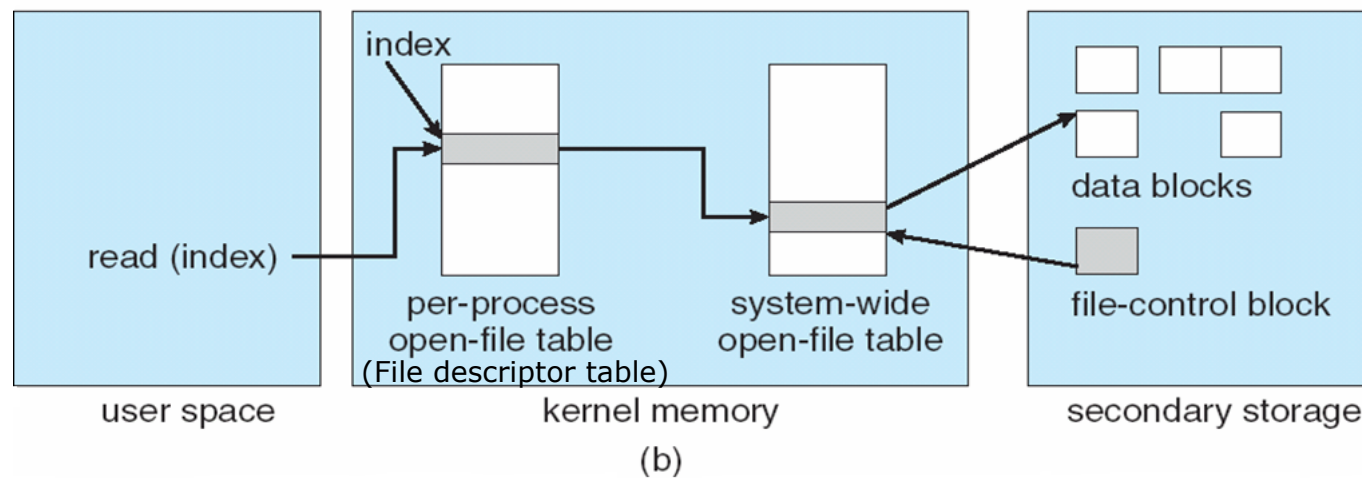 index
read (index)
per-process
open-file table
(File descriptor table)
system-wide
open-file table
data blocks
file-control block
user space
kernel memory
secondary storage
(b)